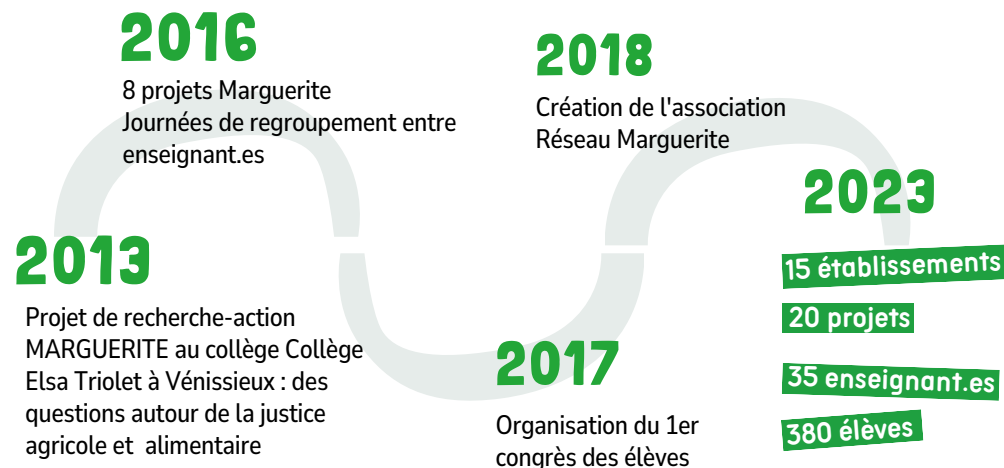 2016
8 projets Marguerite
Journées de regroupement entre
enseignant.es
2018
Création de l'association
Réseau Marguerite
2013
Projet de recherche-action
MARGUERITE au collège Collège
Elsa Triolet à Vénissieux : des
questions autour de la justice
agricole et alimentaire
2017
Organisation du 1er
congrès des élèves
2023
15 établissements
20 projets
35 enseignant.es
380 élèves